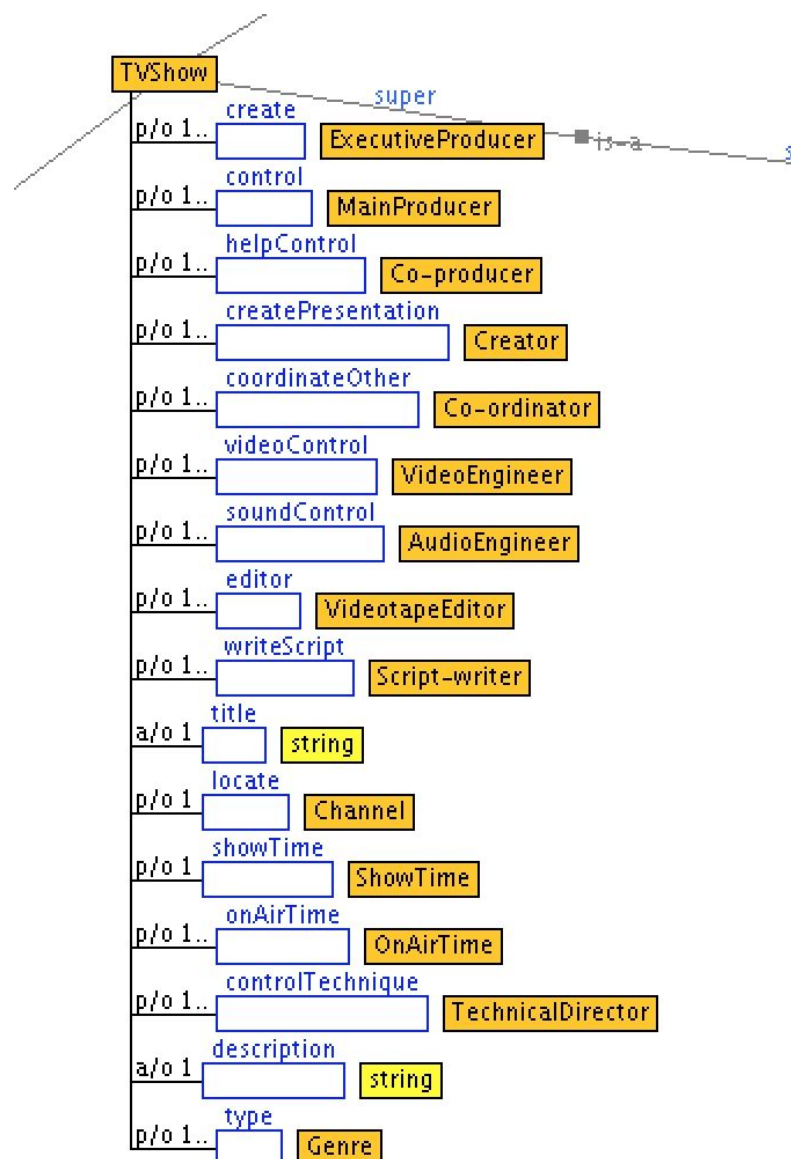 TVShow
super
is-a
s
create
p/o 1..
ExecutiveProducer
control
p/o 1..
MainProducer
helpControl
p/o 1..
Co-producer
createPresentation
p/o 1..
Creator
coordinateOther
p/o 1..
Co-ordinator
videoControl
p/o 1..
VideoEngineer
soundControl
p/o 1..
AudioEngineer
editor
p/o 1..
VideotapeEditor
writeScript
p/o 1..
Script-writer
title
a/o 1
string
locate
p/o 1
Channel
showTime
p/o 1
ShowTime
onAirTime
p/o 1..
OnAirTime
controlTechnique
p/o 1..
TechnicalDirector
description
a/o 1
string
type
p/o 1..
Genre